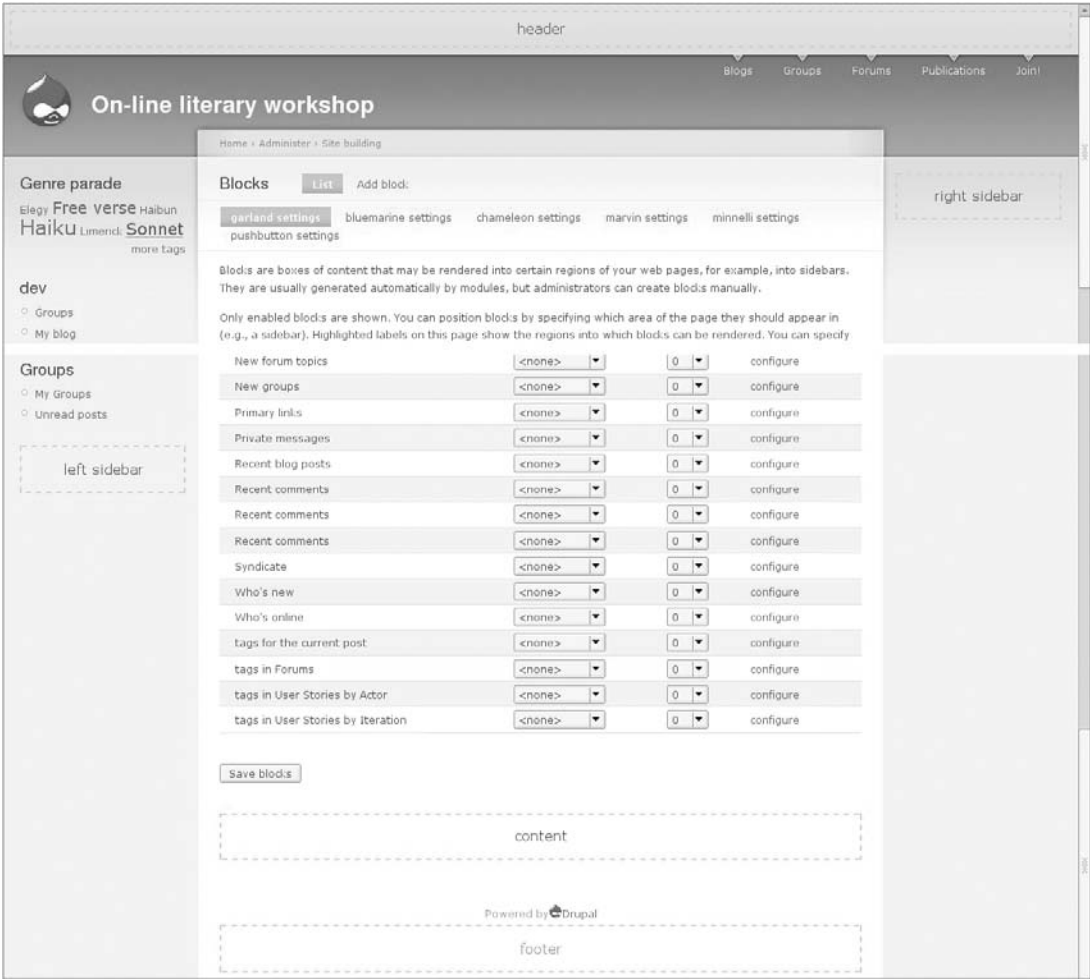 header
Blogs Groups Forums Publications Join!
On-line literary workshop
Home › Administer › Site building
Genre parade
Elegy Free verse Haibun
Haiku Limerick Sonnet
more tags
dev
Groups
My blog
Groups
My Groups
Unread posts
left sidebar
Blocks List Add block
garland settings bluemarine settings chameleon settings marvin settings minnelli settings
pushbutton settings
Blocks are boxes of content that may be rendered into certain regions of your web pages, for example, into sidebars.
They are usually generated automatically by modules, but administrators can create blocks manually.
Only enabled blocks are shown. You can position blocks by specifying which area of the page they should appear in
(e.g., a sidebar). Highlighted labels on this page show the regions into which blocks can be rendered. You can specify
New forum topics <none> 0 configure
New groups <none> 0 configure
Primary links <none> 0 configure
Private messages <none> 0 configure
Recent blog posts <none> 0 configure
Recent comments <none> 0 configure
Recent comments <none> 0 configure
Recent comments <none> 0 configure
Syndicate <none> 0 configure
Who's new <none> 0 configure
Who's online <none> 0 configure
tags for the current post <none> 0 configure
tags in Forums <none> 0 configure
tags in User Stories by Actor <none> 0 configure
tags in User Stories by Iteration <none> 0 configure
Save blocks
content
Powered by Drupal
footer
right sidebar